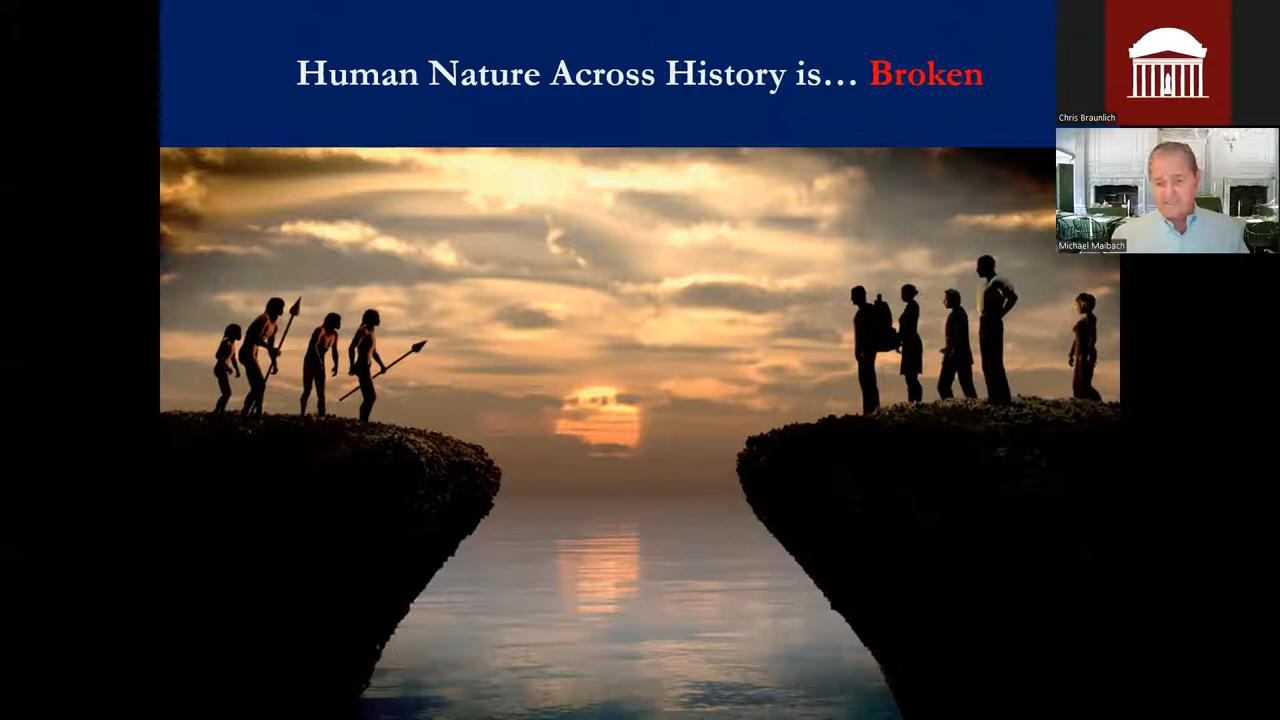 Human Nature Across History is… Broken
Chris Braunlich
Michael Maibach